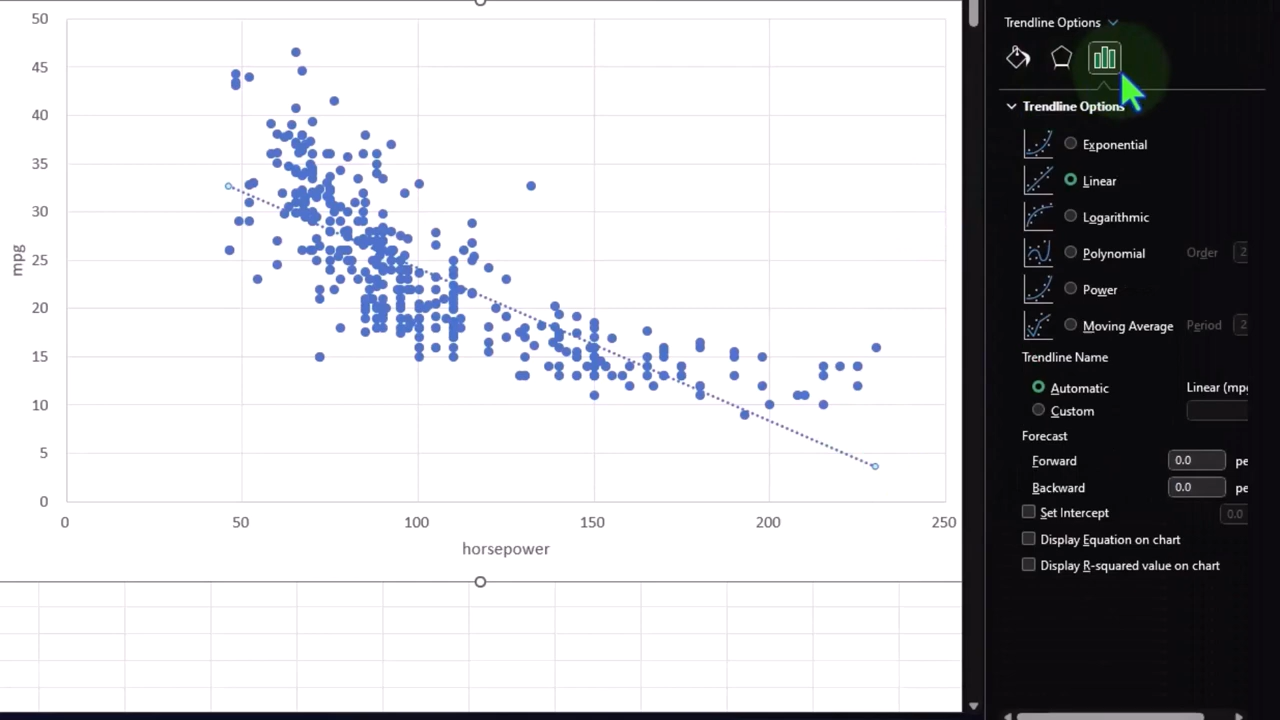 50
45
40
35
30
25
20
15
10
5
0
mpg
0 50 100 150 200 250
horsepower
Trendline Options
Trendline Options
Exponential
Linear
Logarithmic
Polynomial Order 2
Power
Moving Average Period 2
Trendline Name
Automatic Linear (mpg
Custom
Forecast
Forward 0.0 pe
Backward 0.0 pe
Set Intercept 0.0
Display Equation on chart
Display R-squared value on chart